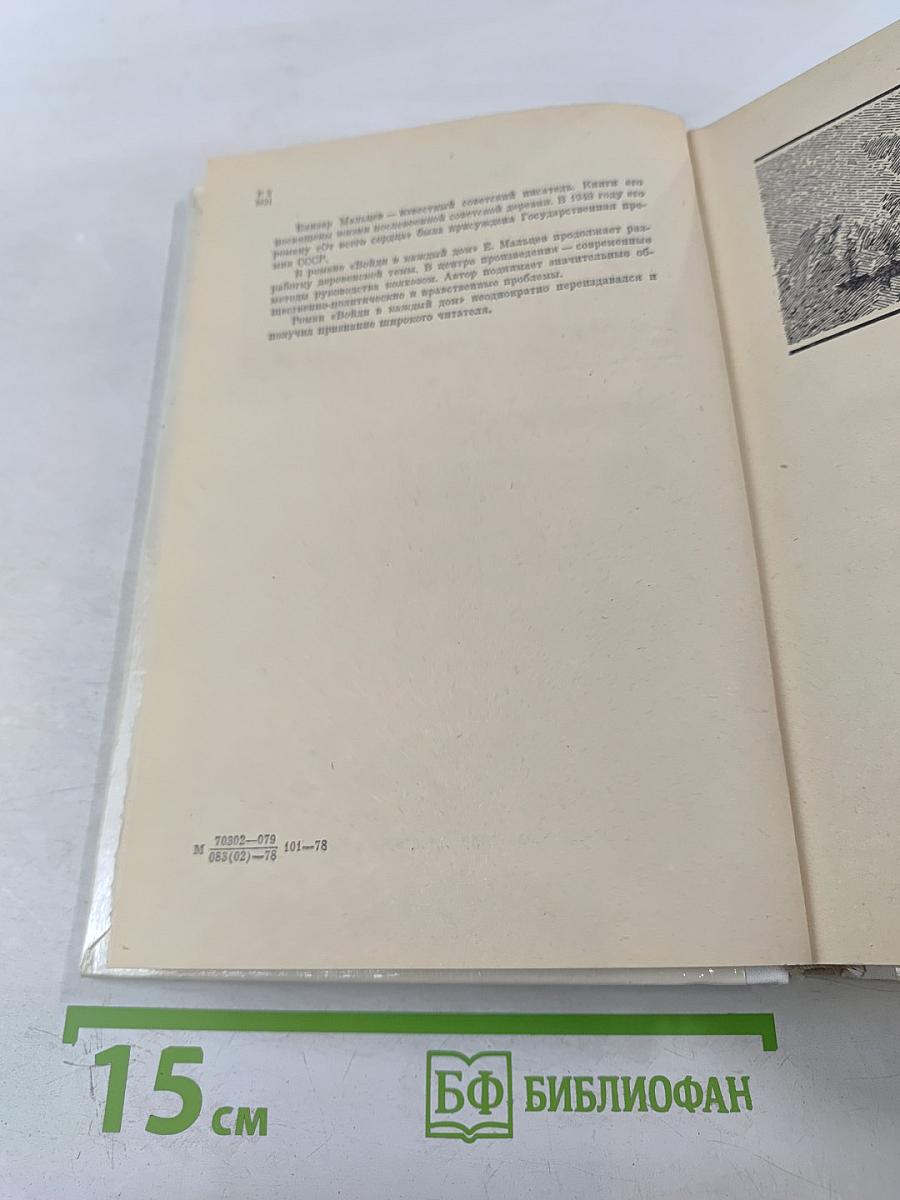 Р 2
М21
Елизар Мальцев — известный советский писатель. Книги его
посвящены жизни послевоенной советской деревни. В 1949 году его
роману «От всего сердца» была присуждена Государственная пре-
мия СССР.
В романе «Войди в каждый дом» Е. Мальцев продолжает раз-
работку деревенской темы. В центре произведения — современные
методы руководства колхозом. Автор поднимает значительные об-
щественно-политические и нравственные проблемы.
Роман «Войди в каждый дом» неоднократно переиздавался и
получил признание широкого читателя.
М 70302—079
083(02)—78 101—78
15 см
БФ БИБЛИОФАН